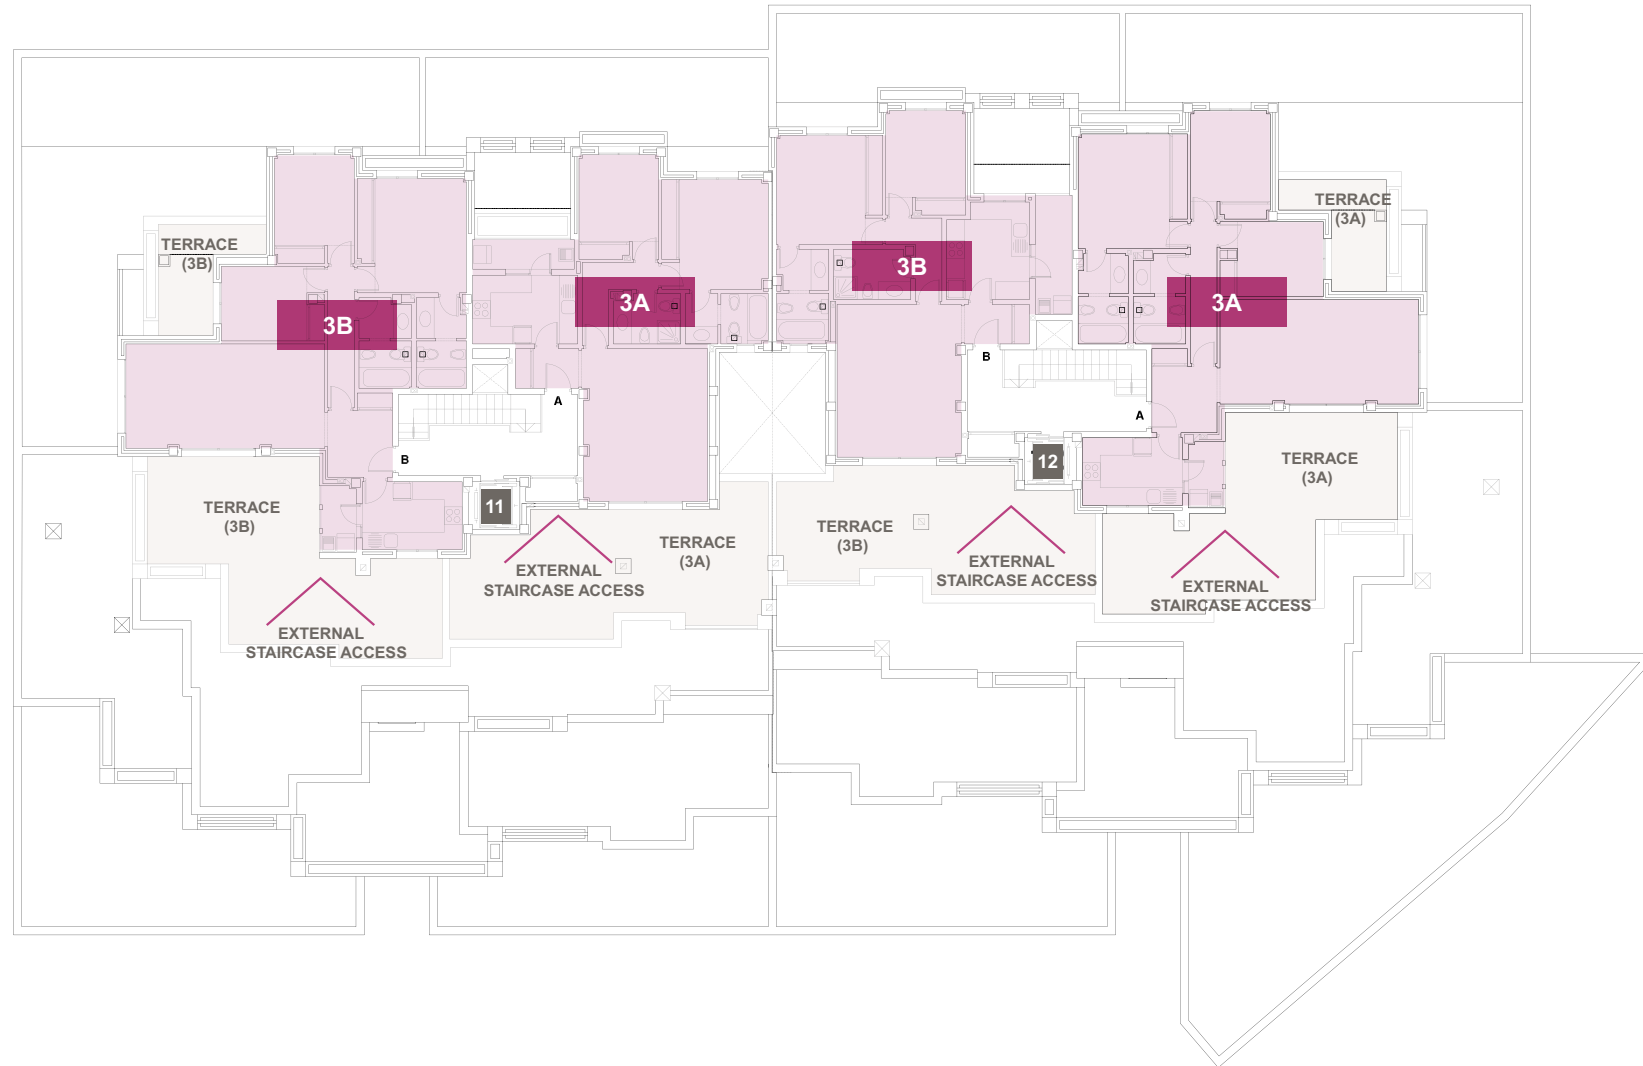 TERRACE
(3B)
3B
3A
3B
TERRACE
(3A)
3A
A
B
B
A
11
12
TERRACE
(3B)
EXTERNAL
STAIRCASE ACCESS
EXTERNAL
STAIRCASE ACCESS
TERRACE
(3A)
TERRACE
(3B)
EXTERNAL
STAIRCASE ACCESS
TERRACE
(3A)
EXTERNAL
STAIRCASE ACCESS